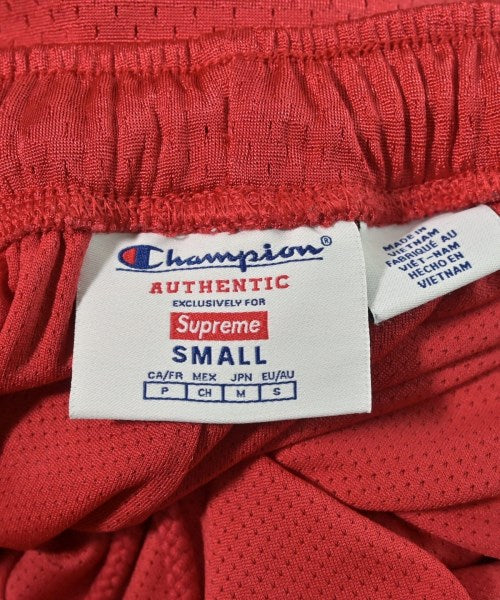 Champion®
AUTHENTIC
EXCLUSIVELY FOR
Supreme
SMALL
CA/FR MEX JPN EU/AU
P CH M S
MADE IN
VIETNAM
FABRIQUÉ AU
VIÊT-NAM
HECHO EN
VIETNAM